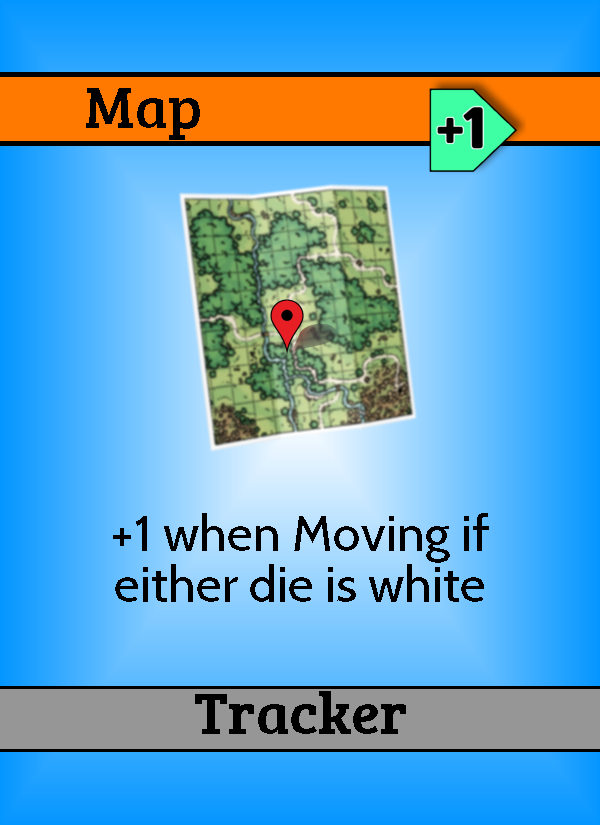 Map
+1
+1 when Moving if
either die is white
Tracker